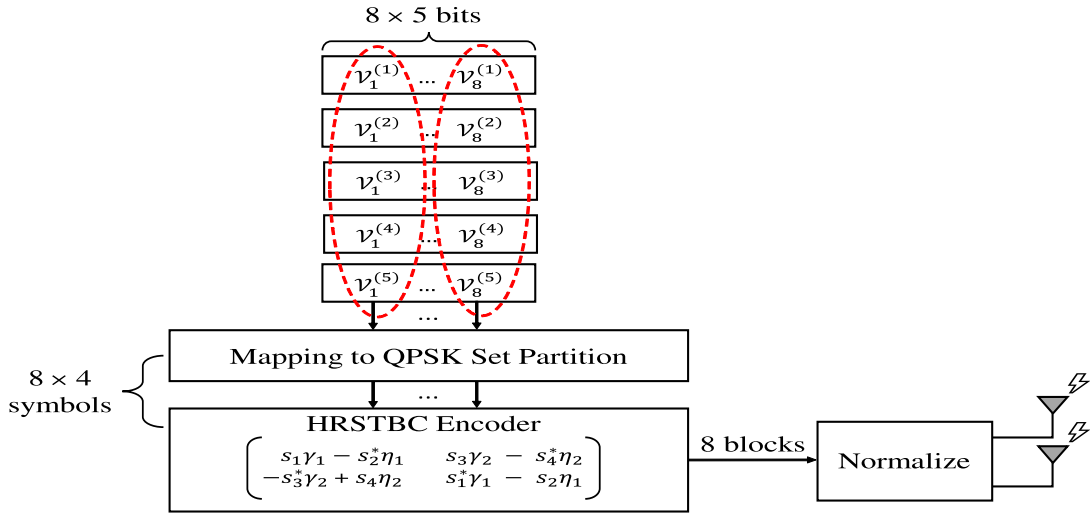 8 × 5 bits
𝒱₁⁽¹⁾ ... 𝒱₈⁽¹⁾
𝒱₁⁽²⁾ ... 𝒱₈⁽²⁾
𝒱₁⁽³⁾ ... 𝒱₈⁽³⁾
𝒱₁⁽⁴⁾ ... 𝒱₈⁽⁴⁾
𝒱₁⁽⁵⁾ ... 𝒱₈⁽⁵⁾
...
Mapping to QPSK Set Partition
8 × 4
symbols
...
HRSTBC Encoder
s₁γ₁ − s₂*η₁ s₃γ₂ − s₄*η₂
−s₃*γ₂ + s₄η₂ s₁*γ₁ − s₂η₁
8 blocks
Normalize